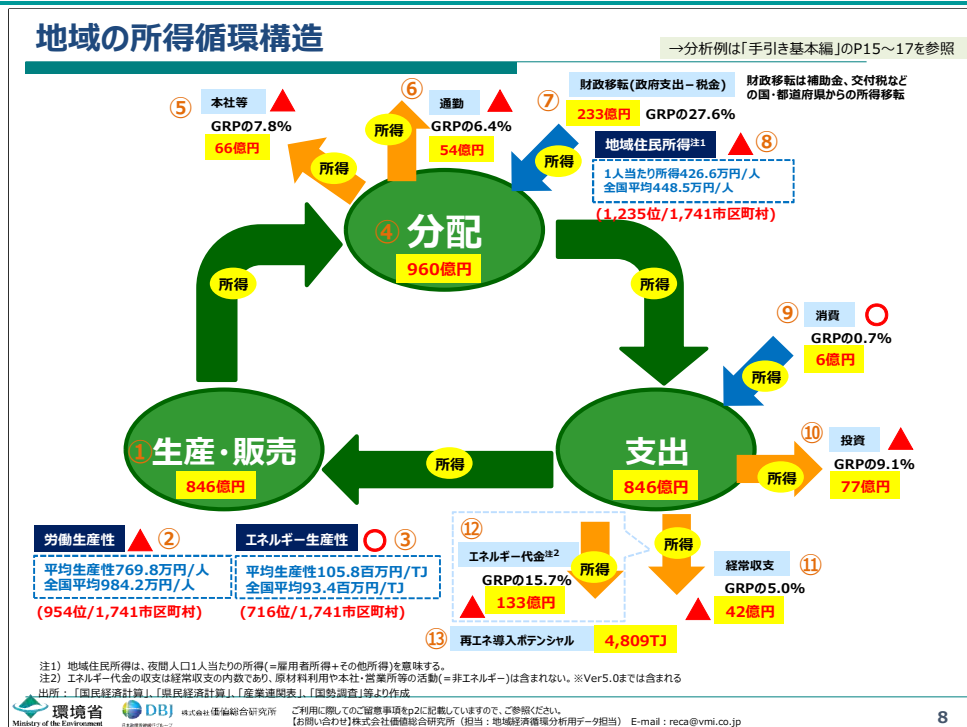 地域の所得循環構造
→分析例は「手引き基本編」のP15～17を参照
⑤
本社等
GRPの7.8%
66億円
⑥
通勤
GRPの6.4%
54億円
⑦
財政移転(政府支出－税金)
233億円 GRPの27.6%
財政移転は補助金、交付税など
の国・都道府県からの所得移転
地域住民所得注1
⑧
1人当たり所得426.6万円/人
全国平均448.5万円/人
(1,235位/1,741市区町村)
所得
所得
所得
④分配
960億円
所得
所得
⑨
消費
GRPの0.7%
6億円
所得
①生産・販売
846億円
所得
支出
846億円
⑩
投資
GRPの9.1%
77億円
所得
労働生産性
②
平均生産性769.8万円/人
全国平均984.2万円/人
(954位/1,741市区町村)
エネルギー生産性
③
平均生産性105.8百万円/TJ
全国平均93.4百万円/TJ
(716位/1,741市区町村)
⑫
エネルギー代金注2
GRPの15.7%
133億円
所得
所得
経常収支
⑪
GRPの5.0%
42億円
⑬
再エネ導入ポテンシャル
4,809TJ
注1）地域住民所得は、夜間人口1人当たりの所得(=雇用者所得+その他所得)を意味する。
注2）エネルギー代金の収支は経常収支の内数であり、原材料利用や本社・営業所等の活動(=非エネルギー)は含まれない。※Ver5.0までは含まれる
出所：「国民経済計算」、「県民経済計算」、「産業連関表」、「国勢調査」等より作成
環境省
Ministry of the Environment
DBJ
日本政策投資銀行グループ
株式会社価値総合研究所
ご利用に際してのご留意事項をp2に記載していますので、ご参照ください。
【お問い合わせ】株式会社価値総合研究所（担当：地域経済循環分析用データ担当） E-mail：reca@vmi.co.jp
8